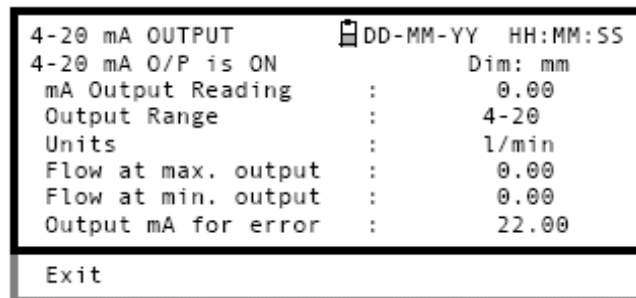 4-20 mA OUTPUT DD-MM-YY HH:MM:SS
4-20 mA O/P is ON Dim: mm
mA Output Reading : 0.00
Output Range : 4-20
Units : l/min
Flow at max. output : 0.00
Flow at min. output : 0.00
Output mA for error : 22.00
Exit